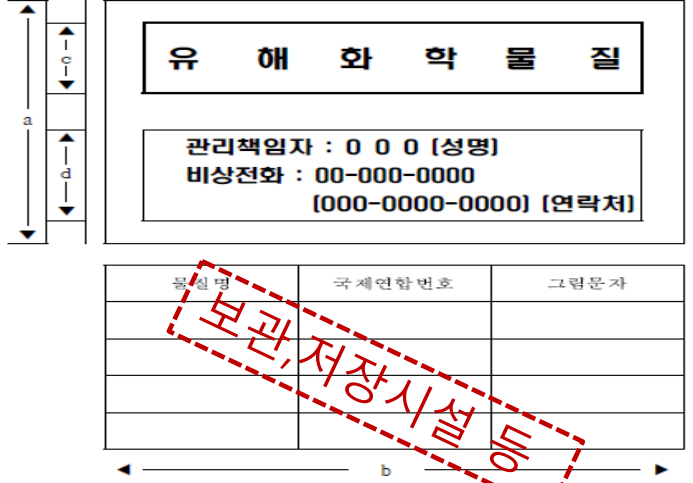 유 해 화 학 물 질
관리책임자 : 0 0 0 (성명)
비상전화 : 00-000-0000
(000-0000-0000) (연락처)
a
c
d
물질명 국제연합번호 그림문자
보관,저장시설 등
b